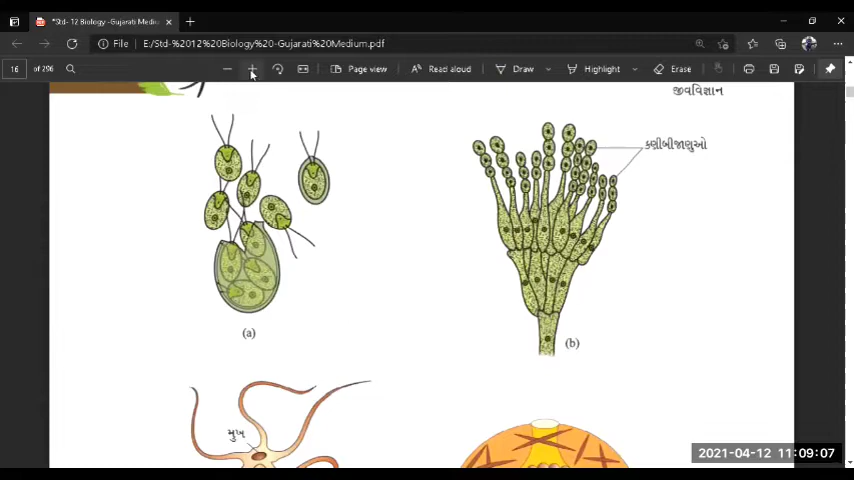 *Std- 12 Biology -Gujarati Mediu
File E:/Std-%2012%20Biology%20-Gujarati%20Medium.pdf
16 of 296
Page view
Read aloud
Draw
Highlight
Erase
જીવવિજ્ઞાન
કણીબીજાણુઓ
(a)
(b)
મુખ
2021-04-12 11:09:07